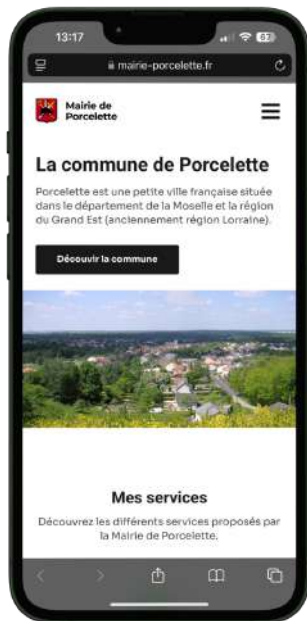 13:17
67
mairie-porcelette.fr
Mairie de
Porcelette
La commune de Porcelette
Porcelette est une petite ville française située
dans le département de la Moselle et la région
du Grand Est (anciennement région Lorraine).
Découvir la commune
Mes services
Découvrez les différents services proposés par
la Mairie de Porcelette.